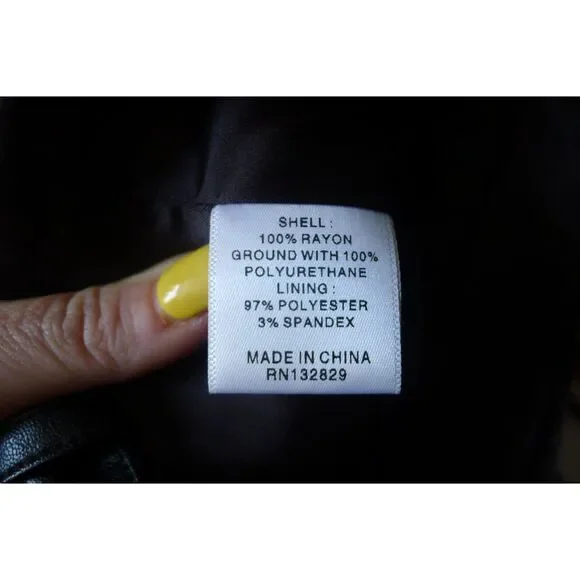 SHELL :
100% RAYON
GROUND WITH 100%
POLYURETHANE
LINING :
97% POLYESTER
3% SPANDEX
MADE IN CHINA
RN132829